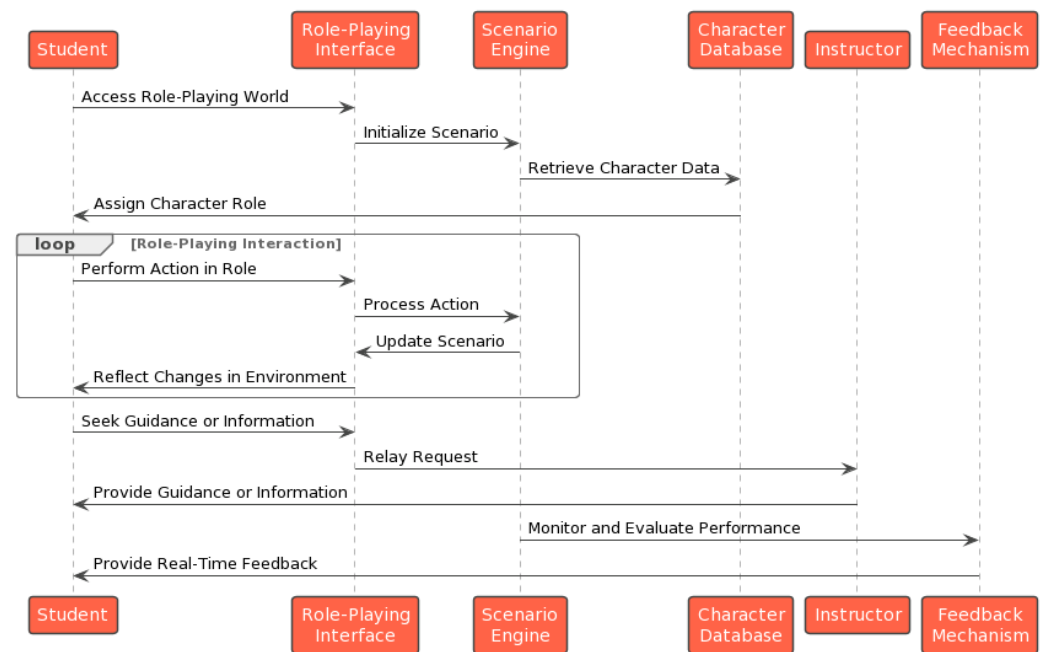 Student
Role-Playing
Interface
Scenario
Engine
Character
Database
Instructor
Feedback
Mechanism
Access Role-Playing World
Initialize Scenario
Retrieve Character Data
Assign Character Role
loop [Role-Playing Interaction]
Perform Action in Role
Process Action
Update Scenario
Reflect Changes in Environment
Seek Guidance or Information
Relay Request
Provide Guidance or Information
Monitor and Evaluate Performance
Provide Real-Time Feedback
Student
Role-Playing
Interface
Scenario
Engine
Character
Database
Instructor
Feedback
Mechanism